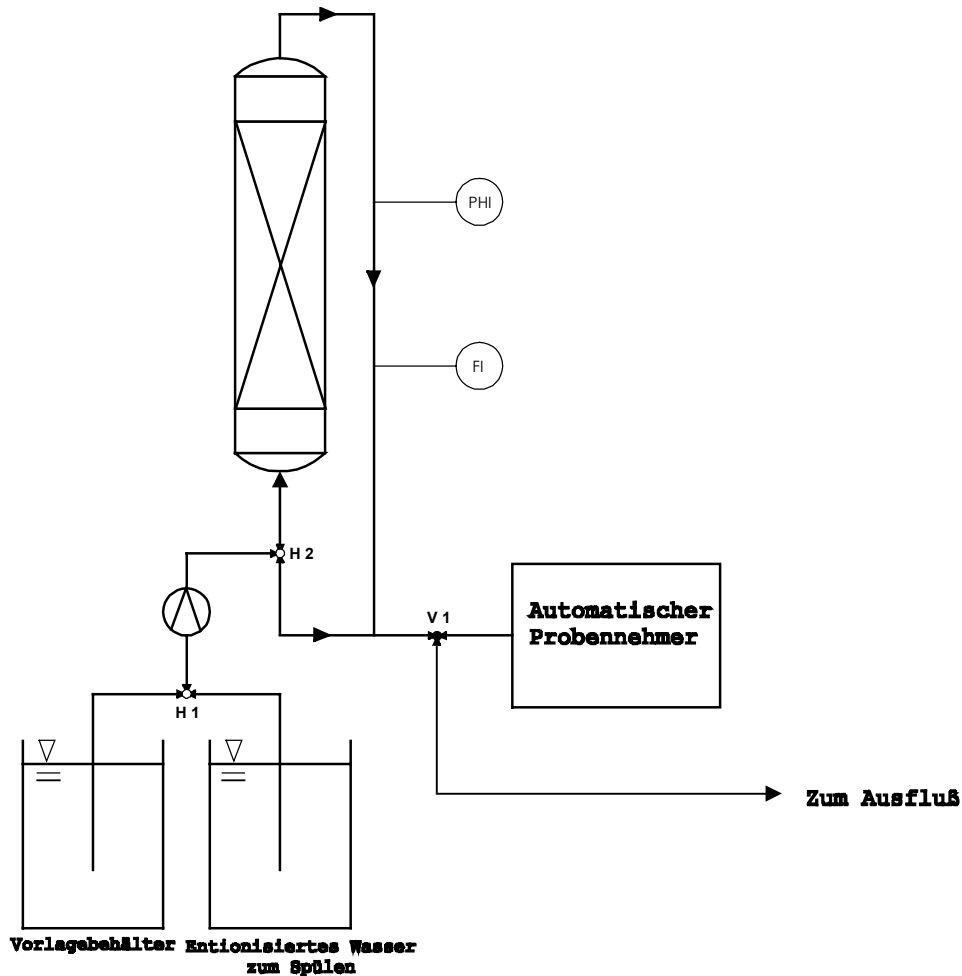 PHI
FI
H 2
V 1
Automatischer
Probennehmer
H 1
Zum Ausfluß
Vorlagebehälter
Entionisiertes Wasser
zum Spülen